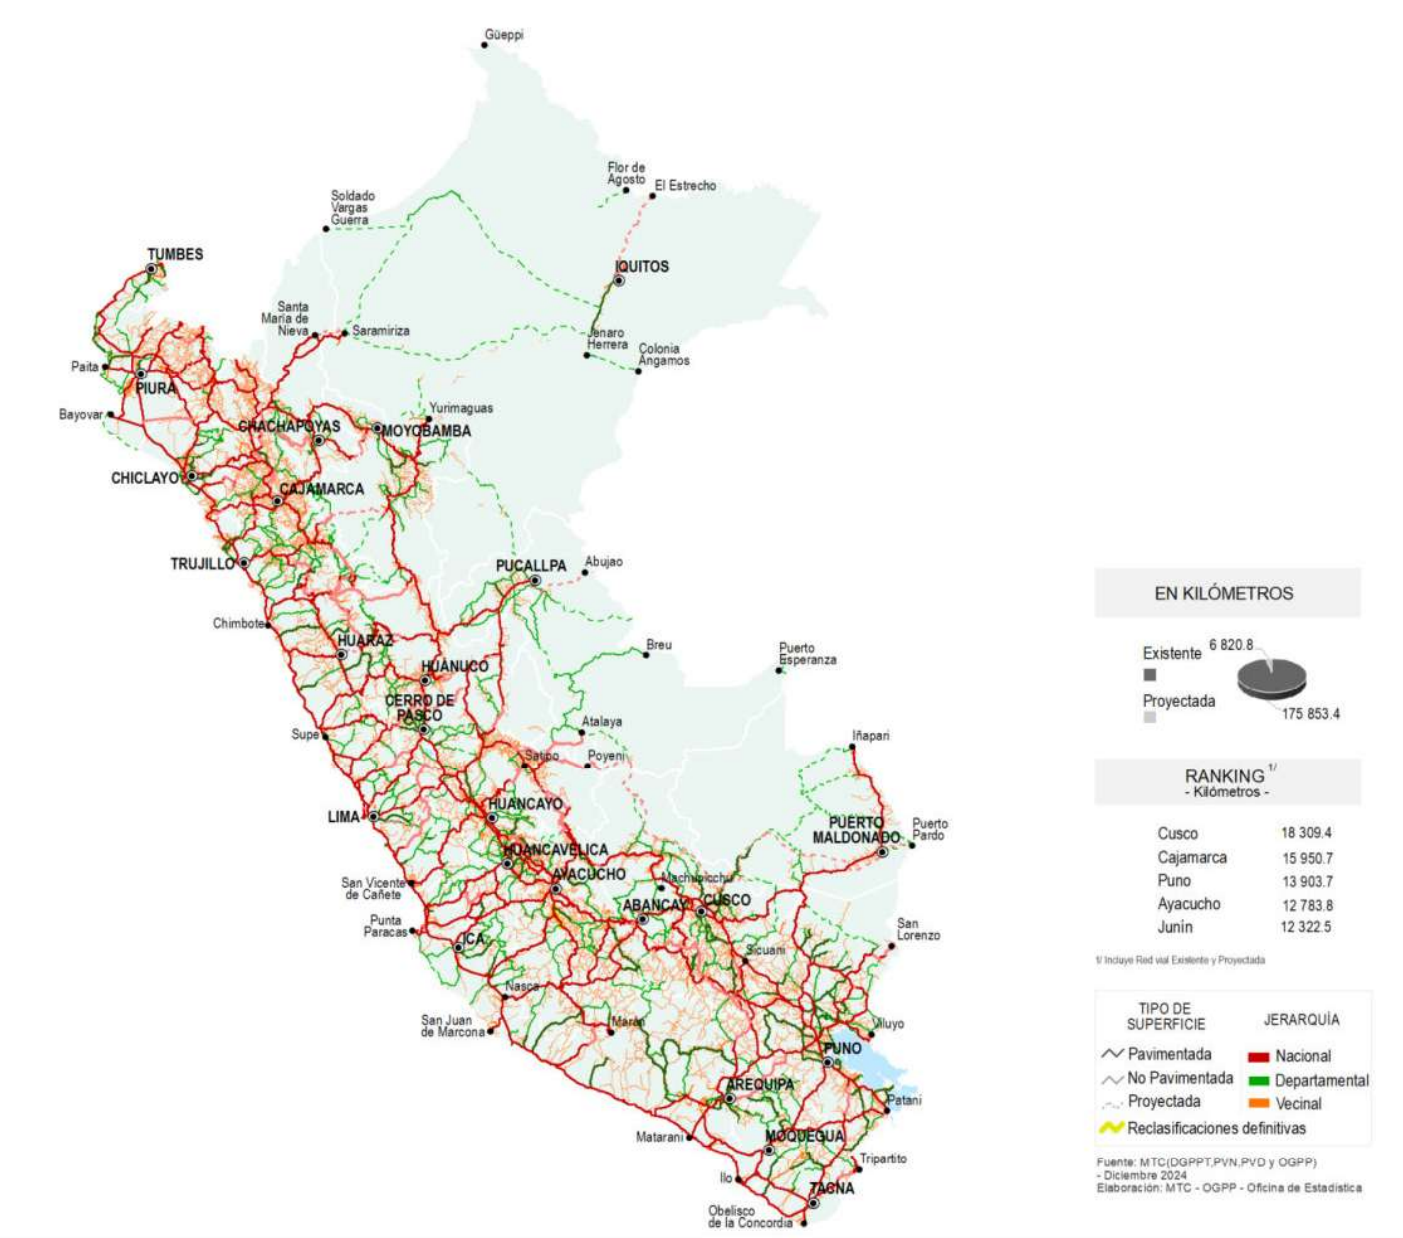 Güeppi
Flor de
Agosto
El Estrecho
Soldado
Vargas
Guerra
TUMBES
IQUITOS
Santa
María de
Nieva
Saramiriza
Jenaro
Herrera
Colonia
Angamos
Paita
PIURA
Bayovar
Yurimaguas
CHACHAPOYAS
MOYOBAMBA
CHICLAYO
CAJAMARCA
TRUJILLO
PUCALLPA
Abujao
Chimbote
HUARAZ
Breu
Puerto
Esperanza
HUÁNUCO
CERRO DE
PASCO
Atalaya
Supe
Satipo
Poyeni
Iñapari
HUANCAYO
LIMA
PUERTO
MALDONADO
Puerto
Pardo
HUANCAVELICA
AYACUCHO
San Vicente
de Cañete
Machupicchu
ABANCAY
CUSCO
Punta
Paracas
ICA
San
Lorenzo
Sicuani
Nasca
San Juan
de Marcona
Marán
PUNO
AREQUIPA
Patani
Matarani
MOQUEGUA
Tripartito
Ilo
TACNA
Obelisco
de la Concordia
EN KILÓMETROS
Existente
6 820.8
Proyectada
175 853.4
RANKING 1/
- Kilómetros -
Cusco 18 309.4
Cajamarca 15 950.7
Puno 13 903.7
Ayacucho 12 783.8
Junín 12 322.5
1/ Incluye Red vial Existente y Proyectada
TIPO DE
SUPERFICIE
JERARQUÍA
Pavimentada
Nacional
No Pavimentada
Departamental
Proyectada
Vecinal
Reclasificaciones definitivas
Fuente: MTC(DGPPT,PVN,PVD y OGPP)
- Diciembre 2024
Elaboración: MTC - OGPP - Oficina de Estadística